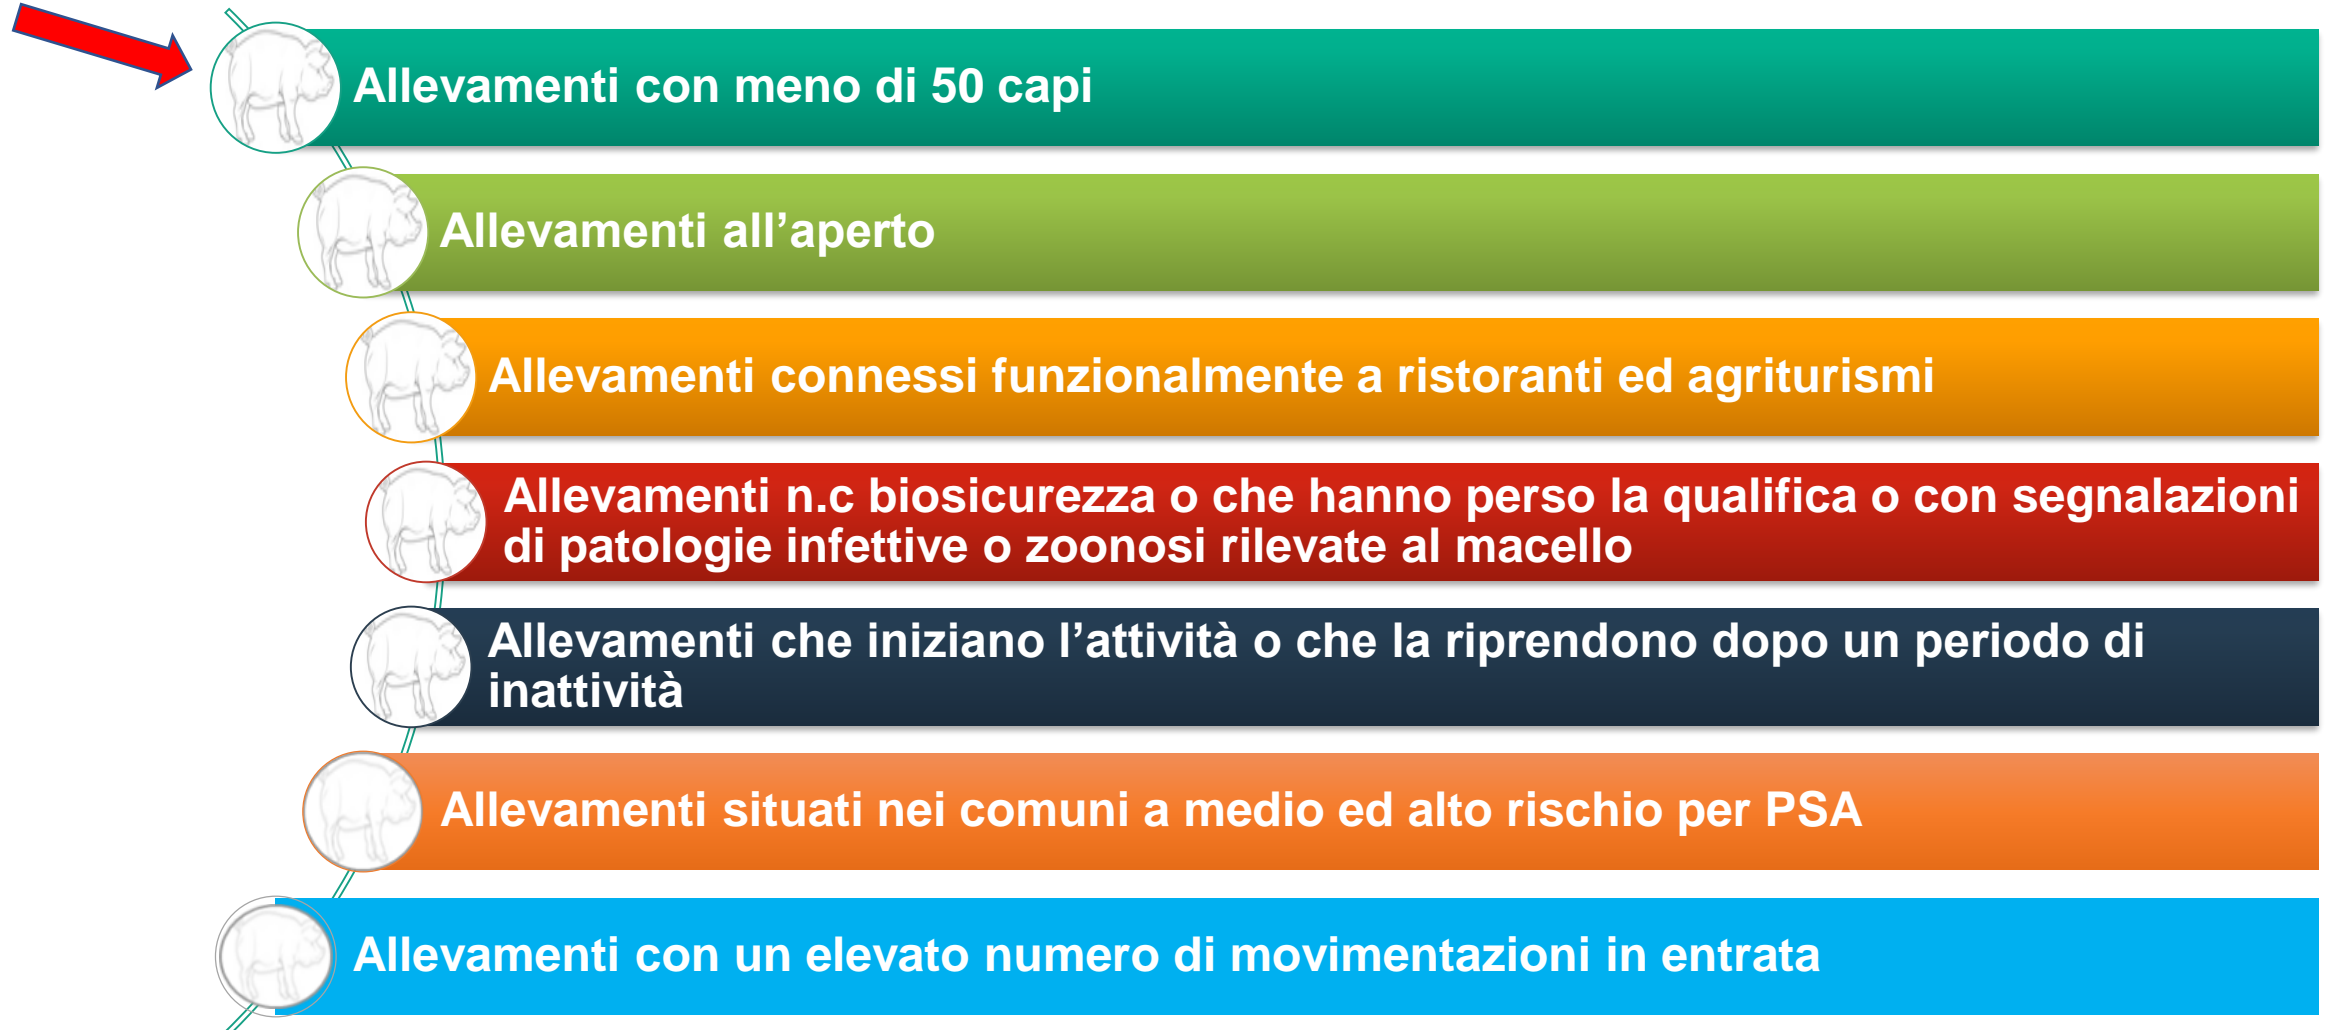 Allevamenti con meno di 50 capi
Allevamenti all’aperto
Allevamenti connessi funzionalmente a ristoranti ed agriturismi
Allevamenti n.c biosicurezza o che hanno perso la qualifica o con segnalazioni
di patologie infettive o zoonosi rilevate al macello
Allevamenti che iniziano l’attività o che la riprendono dopo un periodo di
inattività
Allevamenti situati nei comuni a medio ed alto rischio per PSA
Allevamenti con un elevato numero di movimentazioni in entrata